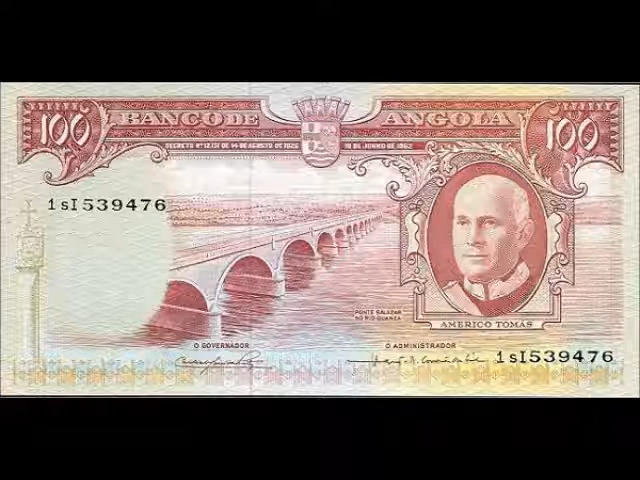 100 BANCO DE ANGOLA 100
DECRETO Nº 12.131 DE 14 DE AGOSTO DE 1926 10 DE JUNHO DE 1962
1sI539476
PONTE SALAZAR
NO RIO QUANZA
AMERICO TOMÁS
O GOVERNADOR O ADMINISTRADOR
1sI539476